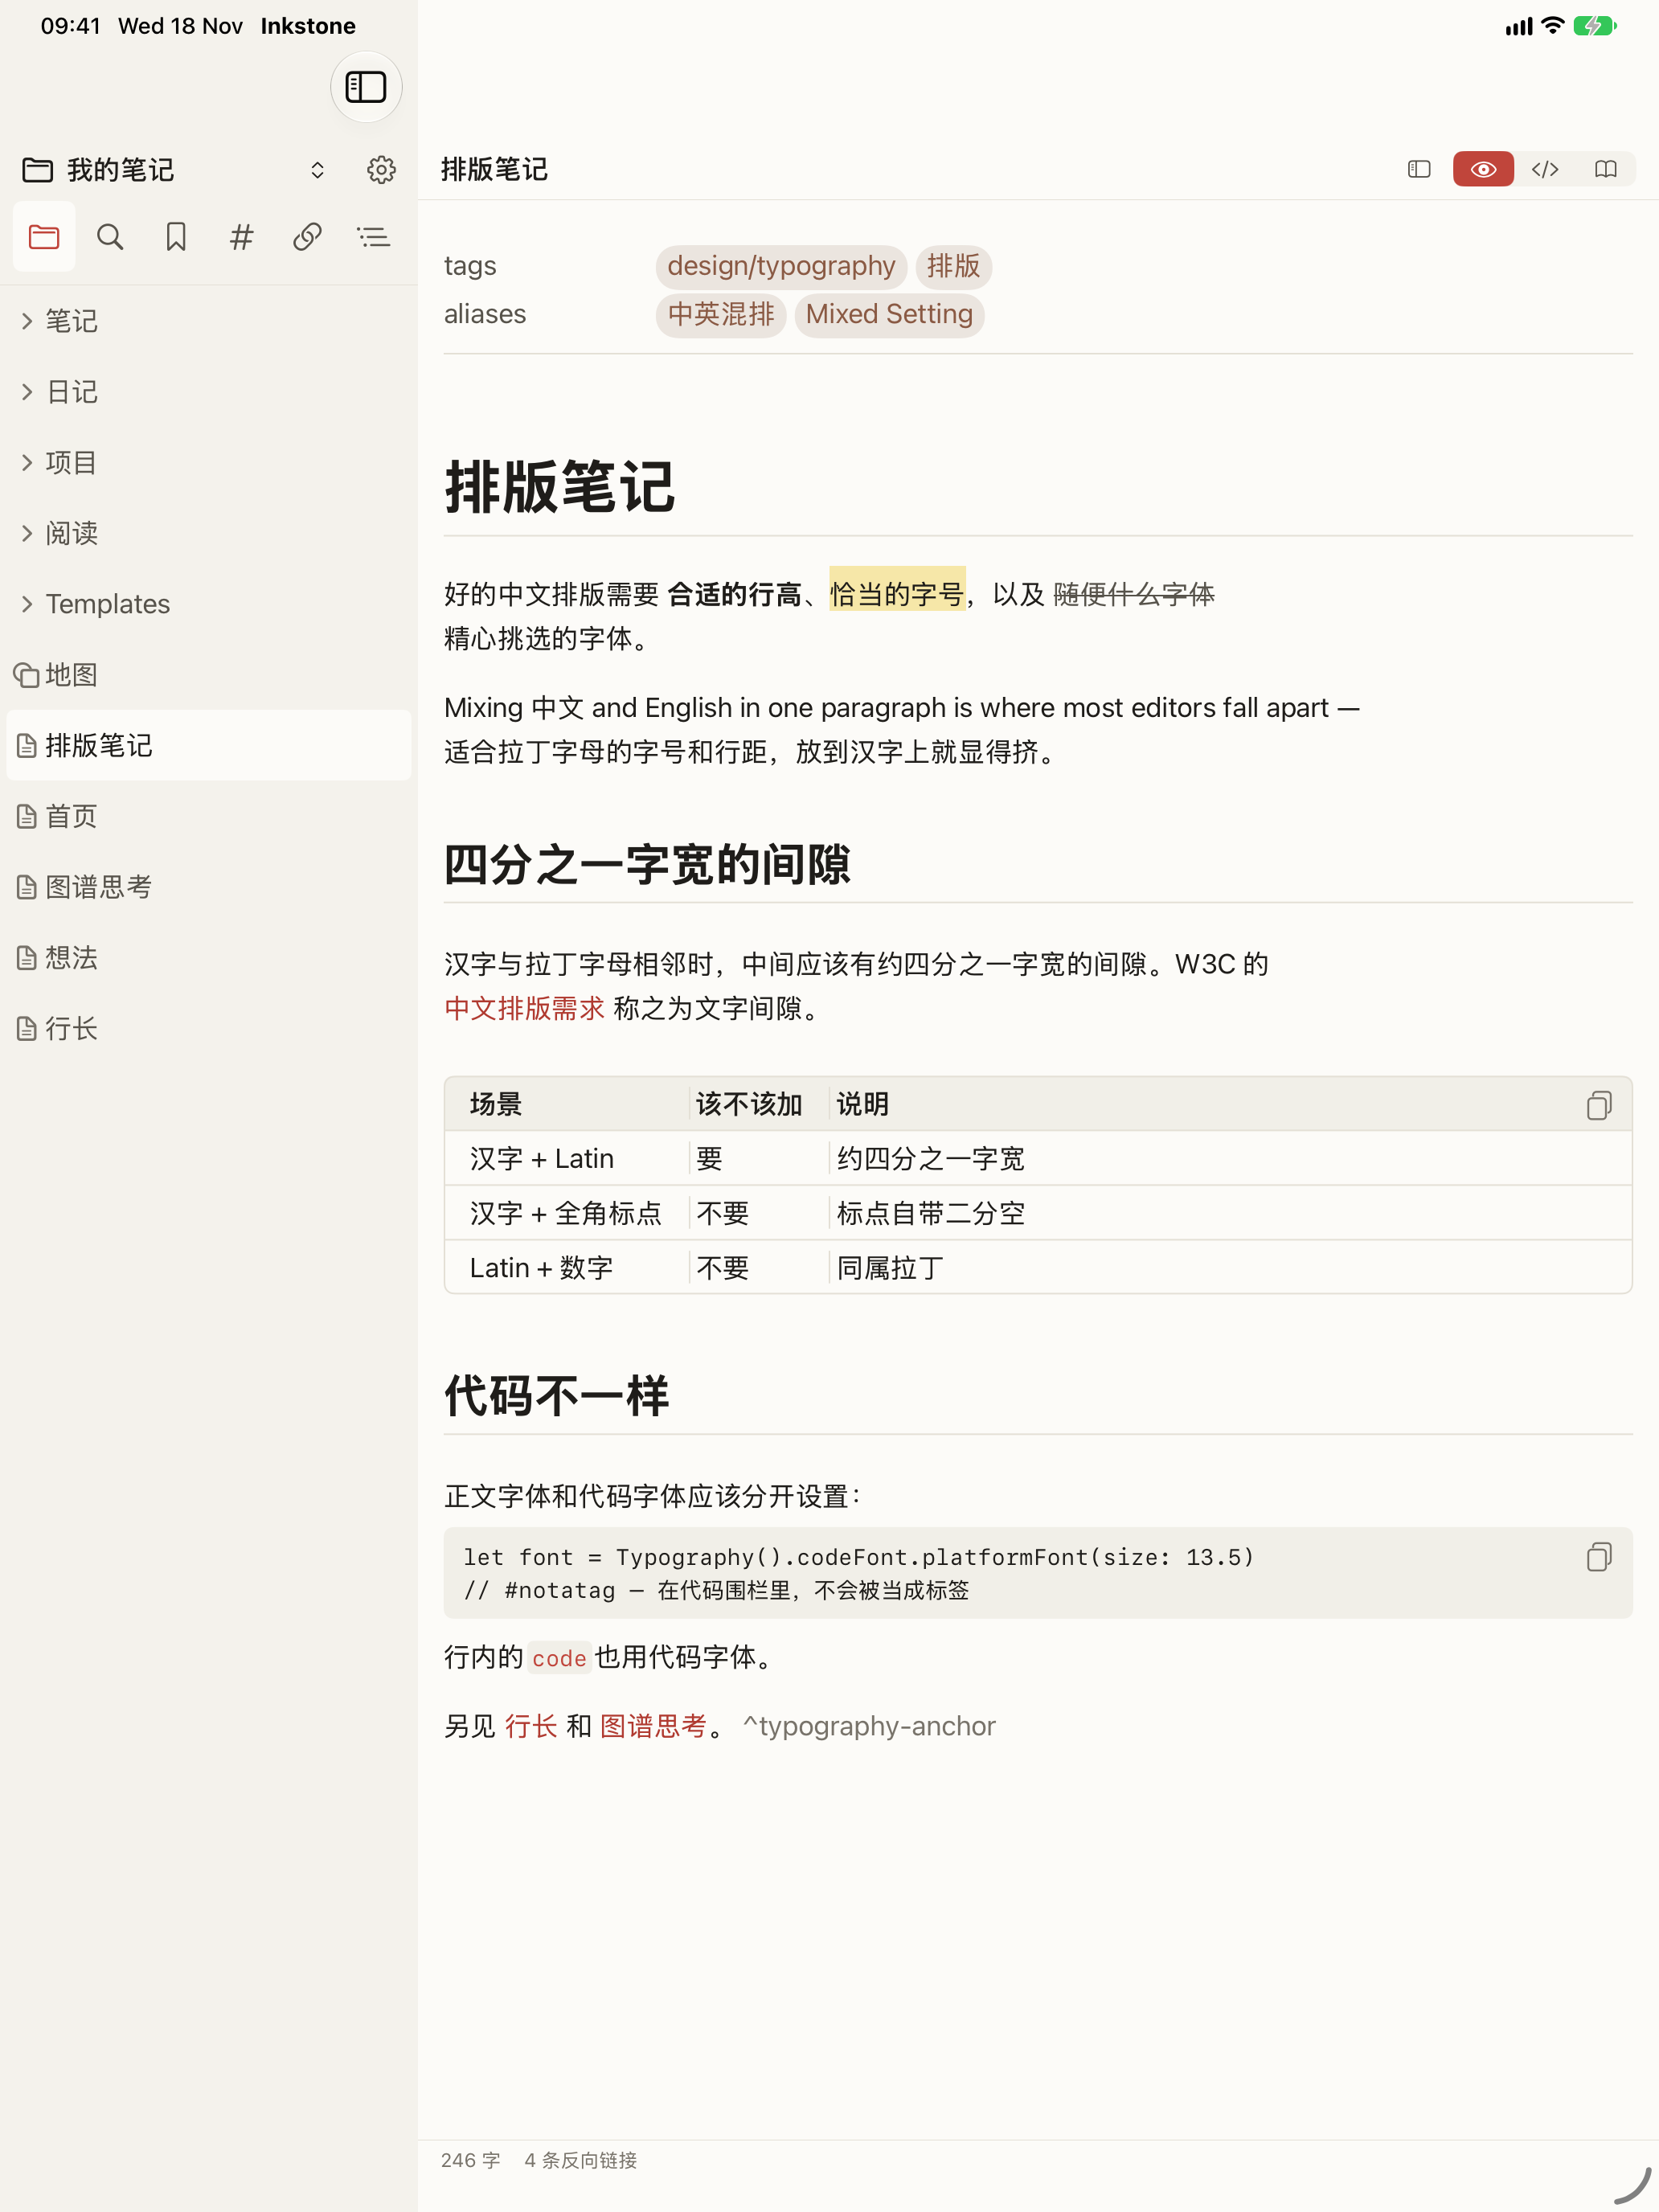 09:41 Wed 18 Nov Inkstone
我的笔记
笔记
日记
项目
阅读
Templates
地图
排版笔记
首页
图谱思考
想法
行长
排版笔记
tags design/typography 排版
aliases 中英混排 Mixed Setting
排版笔记
好的中文排版需要 合适的行高、恰当的字号，以及 随便什么字体
精心挑选的字体。
Mixing 中文 and English in one paragraph is where most editors fall apart —
适合拉丁字母的字号和行距，放到汉字上就显得挤。
四分之一字宽的间隙
汉字与拉丁字母相邻时，中间应该有约四分之一字宽的间隙。W3C 的
中文排版需求 称之为文字间隙。
场景 该不该加 说明
汉字 + Latin 要 约四分之一字宽
汉字 + 全角标点 不要 标点自带二分空
Latin + 数字 不要 同属拉丁
代码不一样
正文字体和代码字体应该分开设置：
let font = Typography().codeFont.platformFont(size: 13.5)
// #notatag — 在代码围栏里，不会被当成标签
行内的 code 也用代码字体。
另见 行长 和 图谱思考。 ^typography-anchor
246 字 4 条反向链接